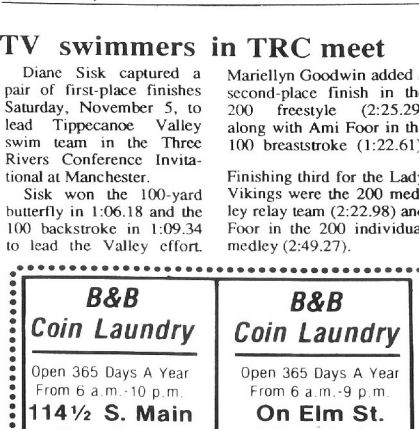 TV swimmers in TRC meet
Diane Sisk captured a
pair of first-place finishes
Saturday, November 5, to
lead Tippecanoe Valley
swim team in the Three
Rivers Conference Invita-
tional at Manchester.
Sisk won the 100-yard
butterfly in 1:06.18 and the
100 backstroke in 1:09.34
to lead the Valley effort.
Mariellyn Goodwin added
second-place finish in the
200 freestyle (2:25.29
along with Ami Foor in th
100 breaststroke (1:22.61)
Finishing third for the Lady
Vikings were the 200 med
ley relay team (2:22.98) and
Foor in the 200 individua
medley (2:49.27).
B&B
Coin Laundry
Open 365 Days A Year
From 6 a.m.-10 p.m.
114½ S. Main
B&B
Coin Laundry
Open 365 Days A Year
From 6 a.m.-9 p.m.
On Elm St.